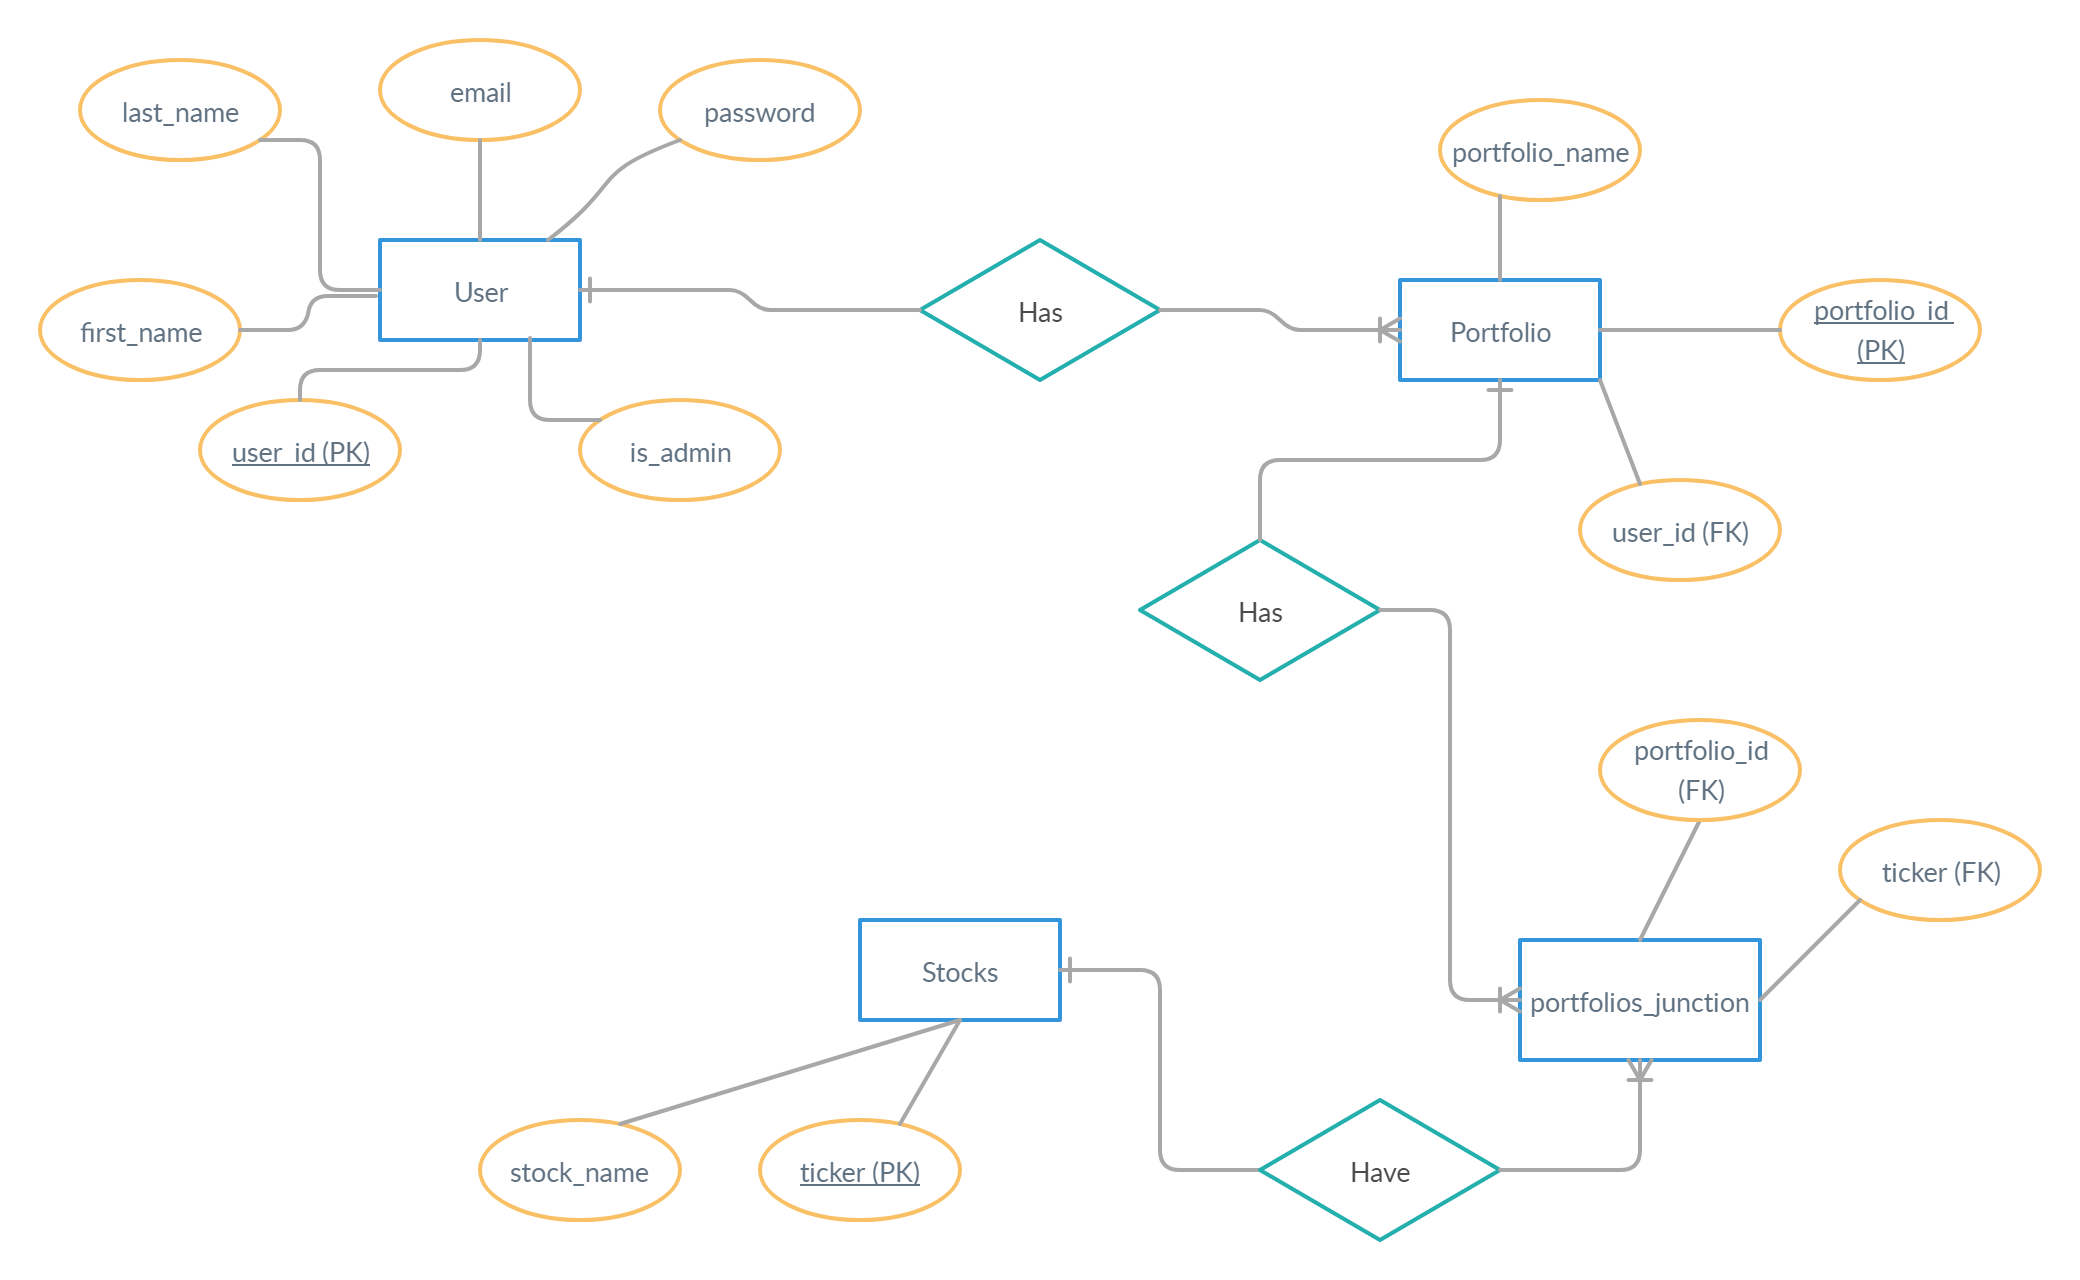 last_name
email
password
User
first_name
user_id (PK)
is_admin
Has
portfolio_name
Portfolio
portfolio_id
(PK)
user_id (FK)
Has
portfolio_id
(FK)
ticker (FK)
Stocks
portfolios_junction
stock_name
ticker (PK)
Have